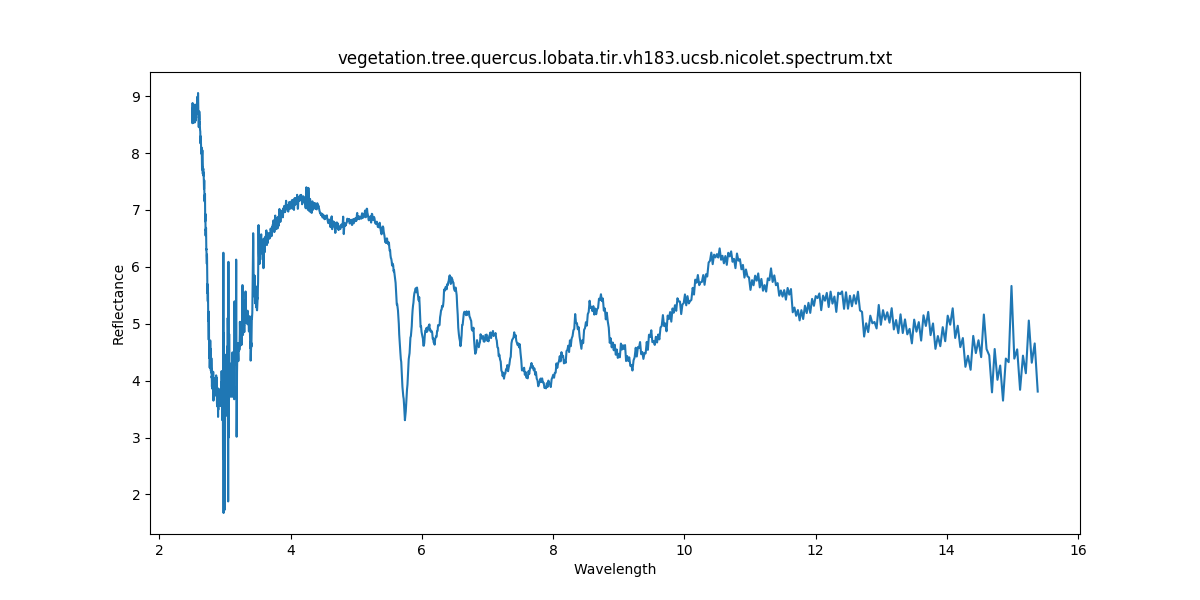 vegetation.tree.quercus.lobata.tir.vh183.ucsb.nicolet.spectrum.txt
9
8
7
6
5
4
3
2
Reflectance
2 4 6 8 10 12 14 16
Wavelength